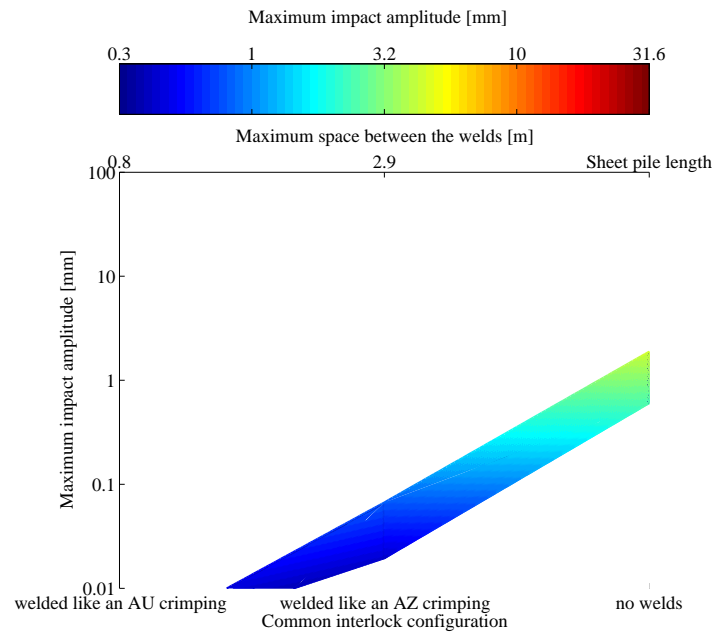 Maximum impact amplitude [mm]
0.3 1 3.2 10 31.6
Maximum space between the welds [m]
0.8 2.9 Sheet pile length
100
10
1
0.1
0.01
Maximum impact amplitude [mm]
welded like an AU crimping welded like an AZ crimping no welds
Common interlock configuration